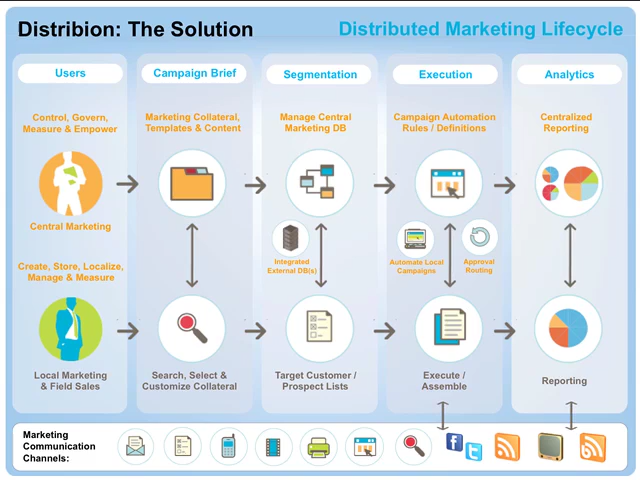 Distribion: The Solution
Distributed Marketing Lifecycle
Users
Campaign Brief
Segmentation
Execution
Analytics
Control, Govern,
Measure & Empower
Marketing Collateral,
Templates & Content
Manage Central
Marketing DB
Campaign Automation
Rules / Definitions
Centralized
Reporting
Central Marketing
Integrated
External DB(s)
Automate Local
Campaigns
Approval
Routing
Create, Store, Localize,
Manage & Measure
Local Marketing
& Field Sales
Search, Select &
Customize Collateral
Target Customer /
Prospect Lists
Execute /
Assemble
Reporting
Marketing
Communication
Channels: